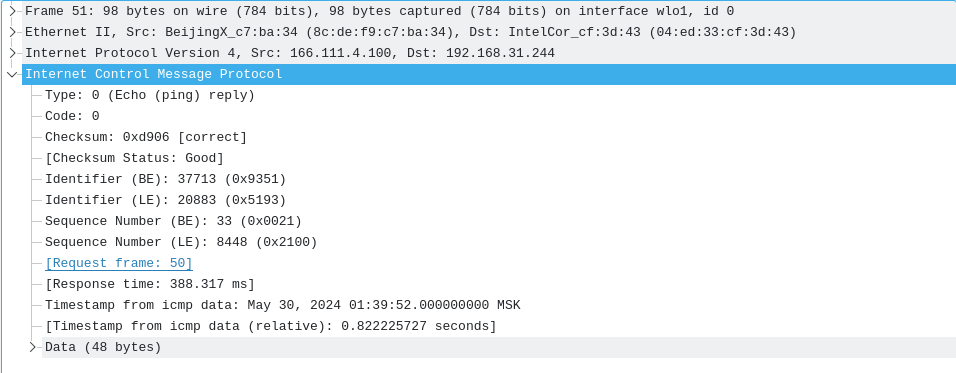 Frame 51: 98 bytes on wire (784 bits), 98 bytes captured (784 bits) on interface wlo1, id 0
Ethernet II, Src: BeijingX_c7:ba:34 (8c:de:f9:c7:ba:34), Dst: IntelCor_cf:3d:43 (04:ed:33:cf:3d:43)
Internet Protocol Version 4, Src: 166.111.4.100, Dst: 192.168.31.244
Internet Control Message Protocol
Type: 0 (Echo (ping) reply)
Code: 0
Checksum: 0xd906 [correct]
[Checksum Status: Good]
Identifier (BE): 37713 (0x9351)
Identifier (LE): 20883 (0x5193)
Sequence Number (BE): 33 (0x0021)
Sequence Number (LE): 8448 (0x2100)
[Request frame: 50]
[Response time: 388.317 ms]
Timestamp from icmp data: May 30, 2024 01:39:52.000000000 MSK
[Timestamp from icmp data (relative): 0.822225727 seconds]
Data (48 bytes)